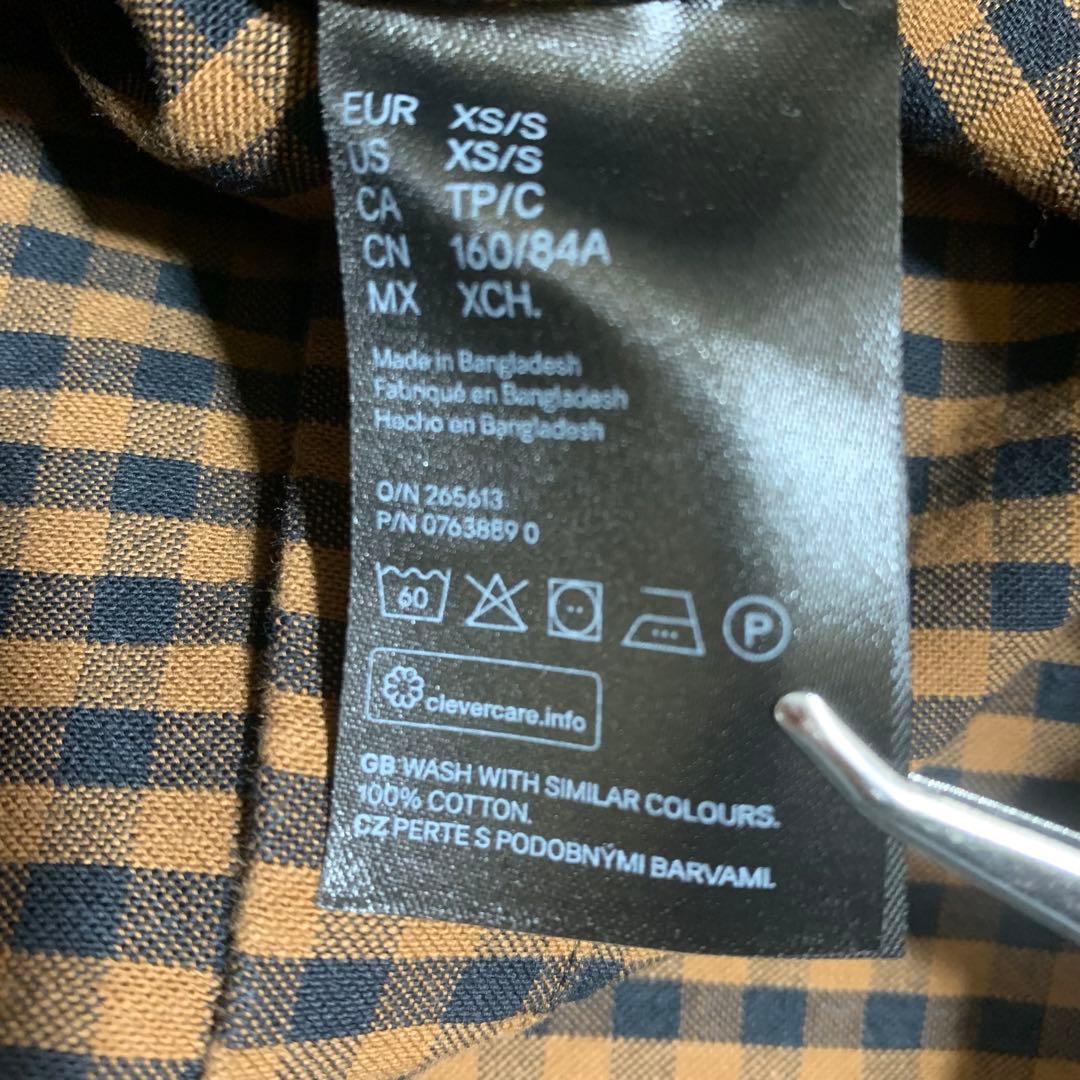 EUR XS/S
US XS/S
CA TP/C
CN 160/84A
MX XCH.
Made in Bangladesh
Fabriqué en Bangladesh
Hecho en Bangladesh
O/N 265613
P/N 0763889 0
60
P
clevercare.info
GB WASH WITH SIMILAR COLOURS.
100% COTTON.
CZ PERTE S PODOBNÝMI BARVAMI.